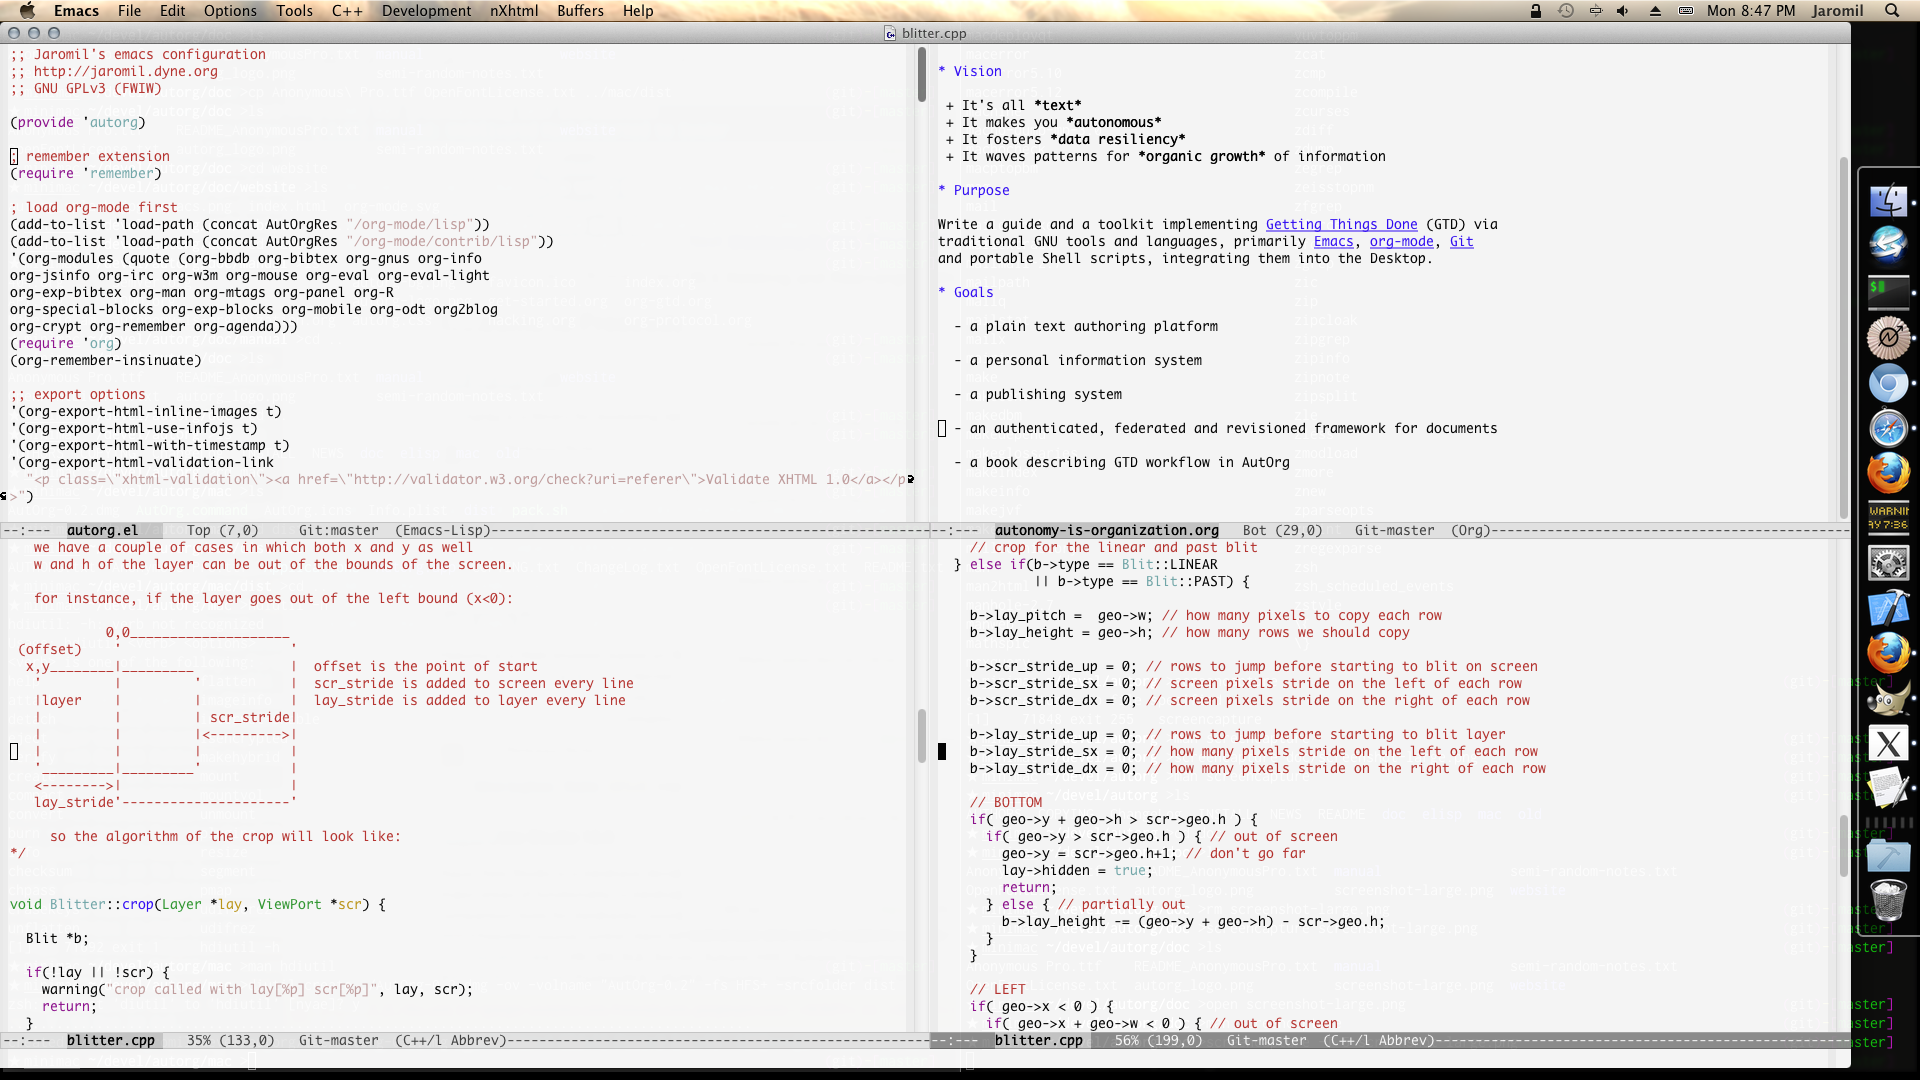 Emacs File Edit Options Tools C++ Development nXhtml Buffers Help
Mon 8:47 PM Jaromil
blitter.cpp
;; Jaromil's emacs configuration
;; http://jaromil.dyne.org
;; GNU GPLv3 (FWIW)
(provide 'autorg)
; remember extension
(require 'remember)
; load org-mode first
(add-to-list 'load-path (concat AutOrgRes "/org-mode/lisp"))
(add-to-list 'load-path (concat AutOrgRes "/org-mode/contrib/lisp"))
'(org-modules (quote (org-bbdb org-bibtex org-gnus org-info
org-jsinfo org-irc org-w3m org-mouse org-eval org-eval-light
org-exp-bibtex org-man org-mtags org-panel org-R
org-special-blocks org-exp-blocks org-mobile org-odt org2blog
org-crypt org-remember org-agenda)))
(require 'org)
(org-remember-insinuate)
;; export options
'(org-export-html-inline-images t)
'(org-export-html-use-infojs t)
'(org-export-html-with-timestamp t)
'(org-export-html-validation-link
"<p class=\"xhtml-validation\"><a href=\"http://validator.w3.org/check?uri=referer\">Validate XHTML 1.0</a></p
>")
--:--- autorg.el Top (7,0) Git:master (Emacs-Lisp)
* Vision
+ It's all *text*
+ It makes you *autonomous*
+ It fosters *data resiliency*
+ It waves patterns for *organic growth* of information
* Purpose
Write a guide and a toolkit implementing Getting Things Done (GTD) via
traditional GNU tools and languages, primarily Emacs, org-mode, Git
and portable Shell scripts, integrating them into the Desktop.
* Goals
- a plain text authoring platform
- a personal information system
- a publishing system
- an authenticated, federated and revisioned framework for documents
- a book describing GTD workflow in AutOrg
--:--- autonomy-is-organization.org Bot (29,0) Git-master (Org)
we have a couple of cases in which both x and y as well
w and h of the layer can be out of the bounds of the screen.
for instance, if the layer goes out of the left bound (x<0):
0,0____________________
(offset) ' '
x,y________|_________ | offset is the point of start
' | ' | scr_stride is added to screen every line
|layer | | | lay_stride is added to layer every line
| | | scr_stride|
| | |<--------->|
| | | |
'_________|_________' |
<-------->| |
lay_stride'---------------------'
so the algorithm of the crop will look like:
*/
void Blitter::crop(Layer *lay, ViewPort *scr) {
Blit *b;
if(!lay || !scr) {
warning("crop called with lay[%p] scr[%p]", lay, scr);
return;
}
--:--- blitter.cpp 35% (133,0) Git-master (C++/l Abbrev)
// crop for the linear and past blit
} else if(b->type == Blit::LINEAR
|| b->type == Blit::PAST) {
b->lay_pitch = geo->w; // how many pixels to copy each row
b->lay_height = geo->h; // how many rows we should copy
b->scr_stride_up = 0; // rows to jump before starting to blit on screen
b->scr_stride_sx = 0; // screen pixels stride on the left of each row
b->scr_stride_dx = 0; // screen pixels stride on the right of each row
b->lay_stride_up = 0; // rows to jump before starting to blit layer
b->lay_stride_sx = 0; // how many pixels stride on the left of each row
b->lay_stride_dx = 0; // how many pixels stride on the right of each row
// BOTTOM
if( geo->y + geo->h > scr->geo.h ) {
if( geo->y > scr->geo.h ) { // out of screen
geo->y = scr->geo.h+1; // don't go far
lay->hidden = true;
return;
} else { // partially out
b->lay_height -= (geo->y + geo->h) - scr->geo.h;
}
}
// LEFT
if( geo->x < 0 ) {
if( geo->x + geo->w < 0 ) { // out of screen
--:--- blitter.cpp 56% (199,0) Git-master (C++/l Abbrev)